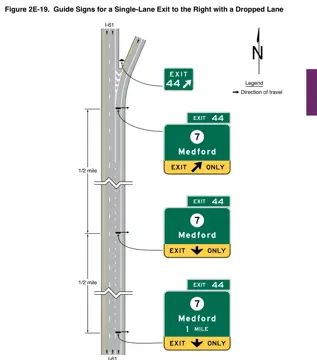 Figure 2E-19. Guide Signs for a Single-Lane Exit to the Right with a Dropped Lane
I-61
N
EXIT
44
Legend
Direction of travel
EXIT 44
7
Medford
EXIT ONLY
1/2 mile
EXIT 44
7
Medford
EXIT ONLY
1/2 mile
EXIT 44
7
Medford
1 MILE
EXIT ONLY
I-61